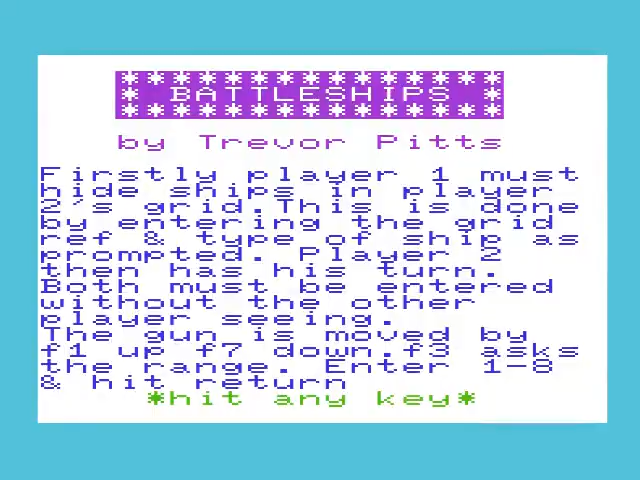 ***************
* BATTLESHIPS *
***************
by Trevor Pitts
Firstly player 1 must
hide ships in player
2's grid.This is done
by entering the grid
ref & type of ship as
prompted. Player 2
then has his turn.
Both must be entered
without the other
player seeing.
The gun is moved by
f1 up f7 down.f3 asks
the range. Enter 1-8
& hit return
*hit any key*